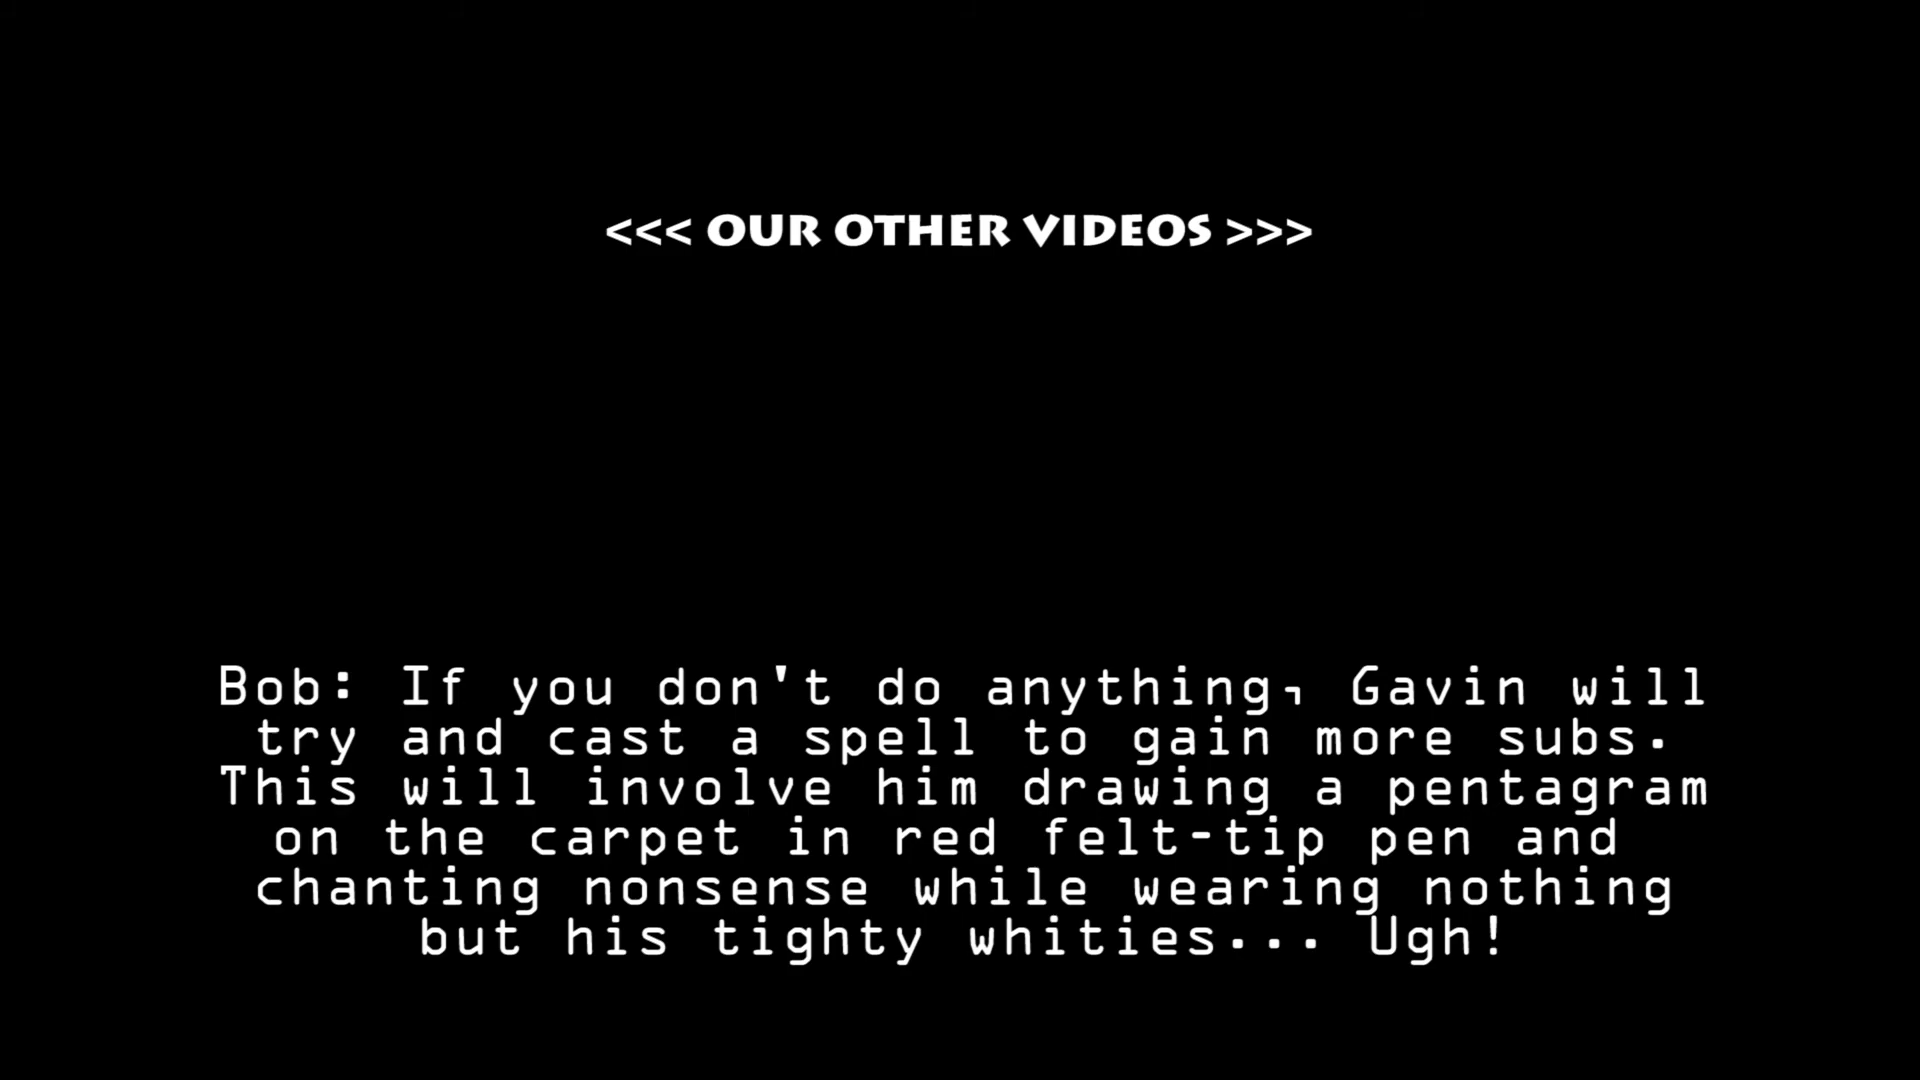 <<< OUR OTHER VIDEOS >>>
Bob: If you don't do anything, Gavin will
try and cast a spell to gain more subs.
This will involve him drawing a pentagram
on the carpet in red felt-tip pen and
chanting nonsense while wearing nothing
but his tighty whities... Ugh!